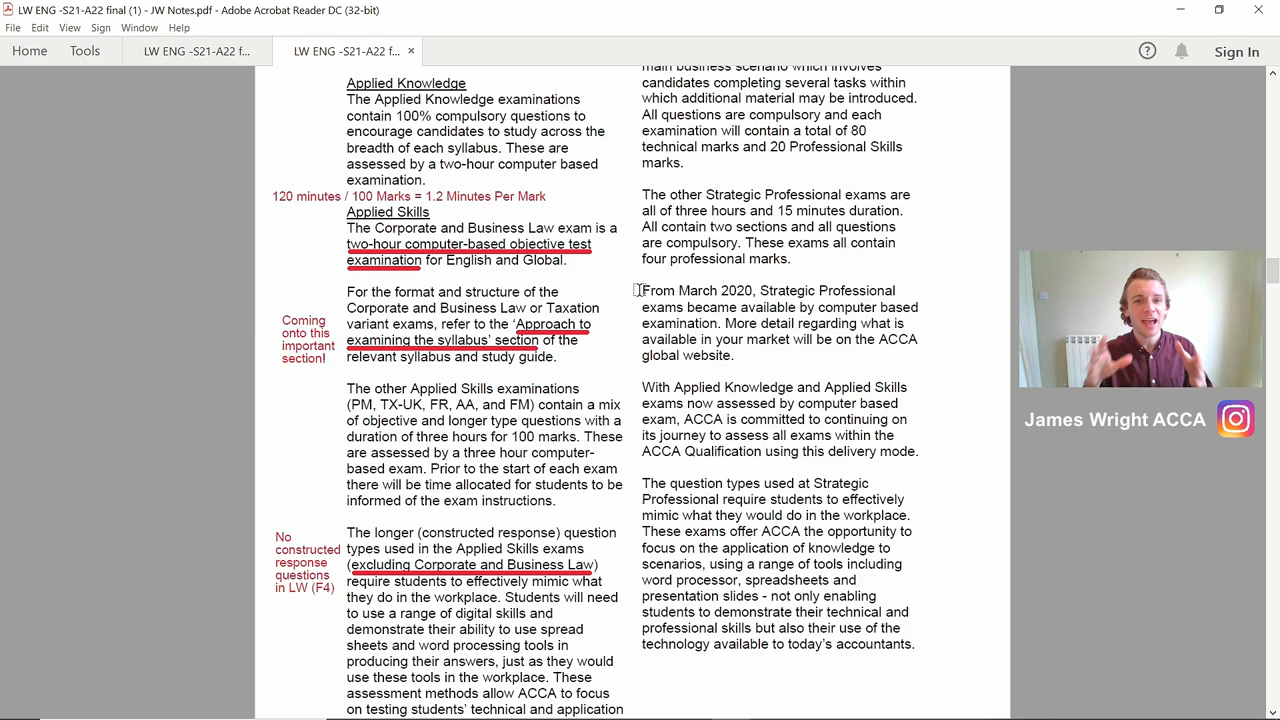 LW ENG -S21-A22 final (1) - JW Notes.pdf - Adobe Acrobat Reader DC (32-bit)
File Edit View Sign Window Help
Home Tools LW ENG -S21-A22 f... LW ENG -S21-A22 f... × Sign In
Applied Knowledge
The Applied Knowledge examinations
contain 100% compulsory questions to
encourage candidates to study across the
breadth of each syllabus. These are
assessed by a two-hour computer based
examination.
120 minutes / 100 Marks = 1.2 Minutes Per Mark
Applied Skills
The Corporate and Business Law exam is a
two-hour computer-based objective test
examination for English and Global.
For the format and structure of the
Corporate and Business Law or Taxation
variant exams, refer to the ‘Approach to
examining the syllabus’ section of the
relevant syllabus and study guide.
Coming
onto this
important
section!
The other Applied Skills examinations
(PM, TX-UK, FR, AA, and FM) contain a mix
of objective and longer type questions with a
duration of three hours for 100 marks. These
are assessed by a three hour computer-
based exam. Prior to the start of each exam
there will be time allocated for students to be
informed of the exam instructions.
The longer (constructed response) question
types used in the Applied Skills exams
(excluding Corporate and Business Law)
require students to effectively mimic what
they do in the workplace. Students will need
to use a range of digital skills and
demonstrate their ability to use spread
sheets and word processing tools in
producing their answers, just as they would
use these tools in the workplace. These
assessment methods allow ACCA to focus
on testing students’ technical and application
No
constructed
response
questions
in LW (F4)
main business scenario which involves
candidates completing several tasks within
which additional material may be introduced.
All questions are compulsory and each
examination will contain a total of 80
technical marks and 20 Professional Skills
marks.
The other Strategic Professional exams are
all of three hours and 15 minutes duration.
All contain two sections and all questions
are compulsory. These exams all contain
four professional marks.
From March 2020, Strategic Professional
exams became available by computer based
examination. More detail regarding what is
available in your market will be on the ACCA
global website.
With Applied Knowledge and Applied Skills
exams now assessed by computer based
exam, ACCA is committed to continuing on
its journey to assess all exams within the
ACCA Qualification using this delivery mode.
The question types used at Strategic
Professional require students to effectively
mimic what they would do in the workplace.
These exams offer ACCA the opportunity to
focus on the application of knowledge to
scenarios, using a range of tools including
word processor, spreadsheets and
presentation slides - not only enabling
students to demonstrate their technical and
professional skills but also their use of the
technology available to today’s accountants.
James Wright ACCA